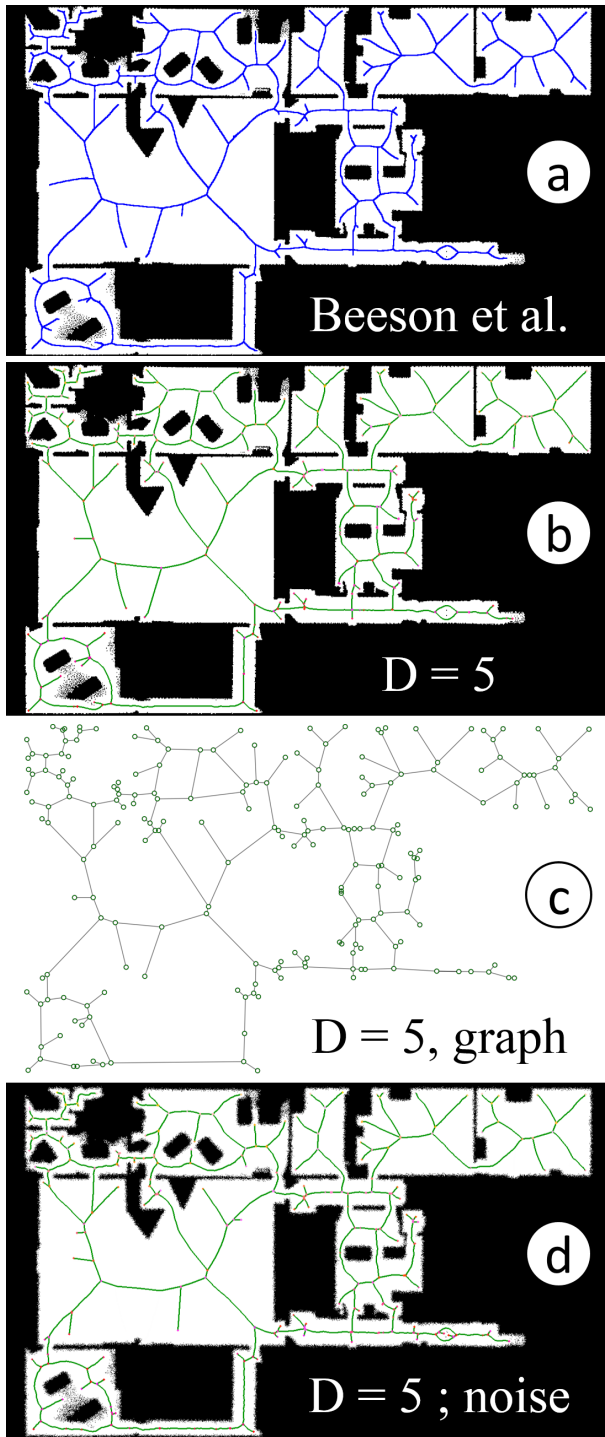 a
Beeson et al.
b
D = 5
c
D = 5, graph
d
D = 5 ; noise